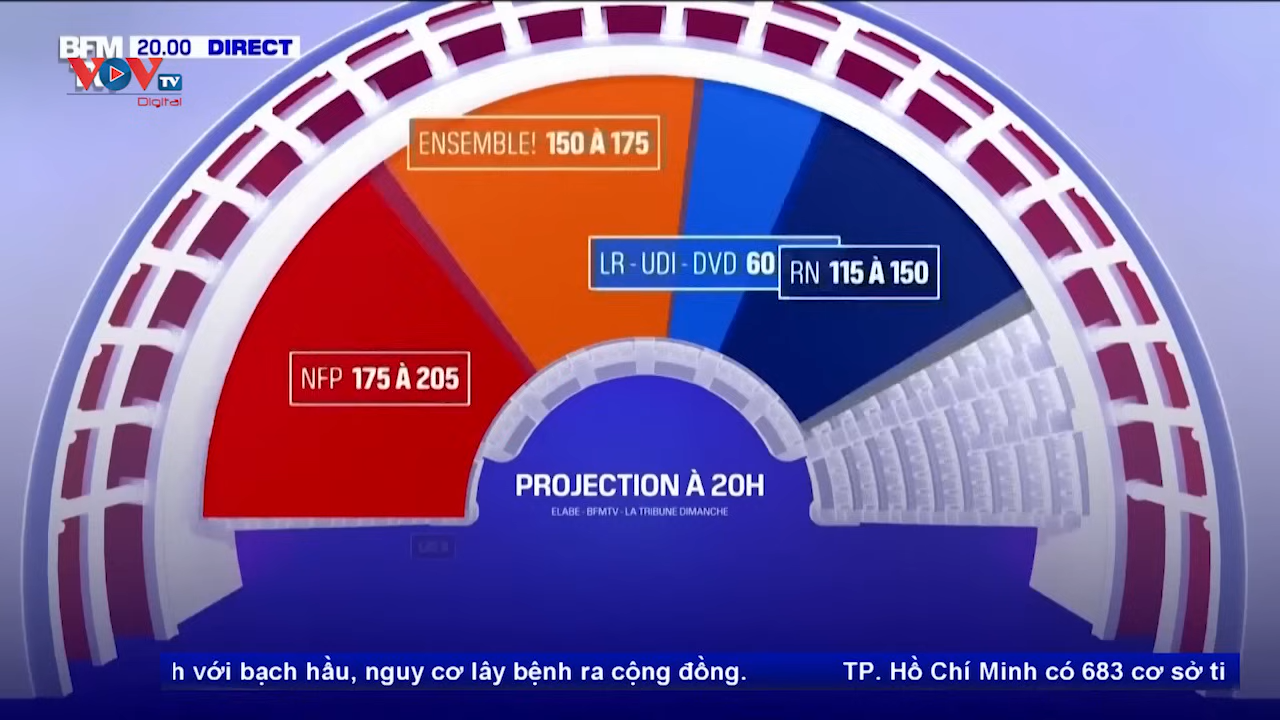 BFM 20.00 DIRECT
VOV TV
Digital
ENSEMBLE! 150 À 175
LR - UDI - DVD 60
RN 115 À 150
NFP 175 À 205
PROJECTION À 20H
ELABE - BFMTV - LA TRIBUNE DIMANCHE
h với bạch hầu, nguy cơ lây bệnh ra cộng đồng. TP. Hồ Chí Minh có 683 cơ sở ti